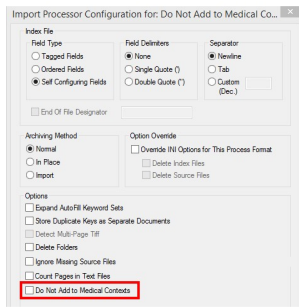 Import Processor Configuration for: Do Not Add to Medical Co...
Index File
Field Type
Tagged Fields
Ordered Fields
Self Configuring Fields
Field Delimiters
None
Single Quote (')
Double Quote (")
Separator
Newline
Tab
Custom
(Dec.)
End Of File Designator
Archiving Method
Normal
In Place
Import
Option Override
Override INI Options for This Process Format
Delete Index Files
Delete Source Files
Options
Expand AutoFill Keyword Sets
Store Duplicate Keys as Separate Documents
Detect Multi-Page Tiff
Delete Folders
Ignore Missing Source Files
Count Pages in Text Files
Do Not Add to Medical Contexts